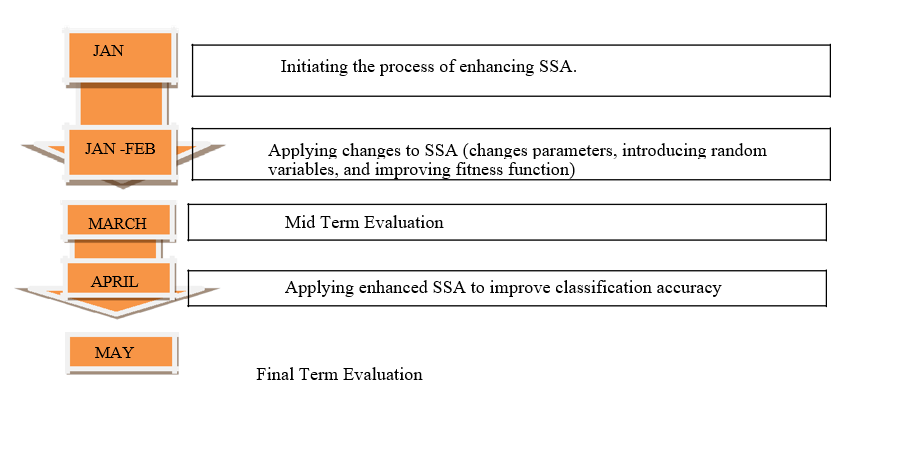 JAN
Initiating the process of enhancing SSA.
JAN -FEB
Applying changes to SSA (changes parameters, introducing random
variables, and improving fitness function)
MARCH
Mid Term Evaluation
APRIL
Applying enhanced SSA to improve classification accuracy
MAY
Final Term Evaluation